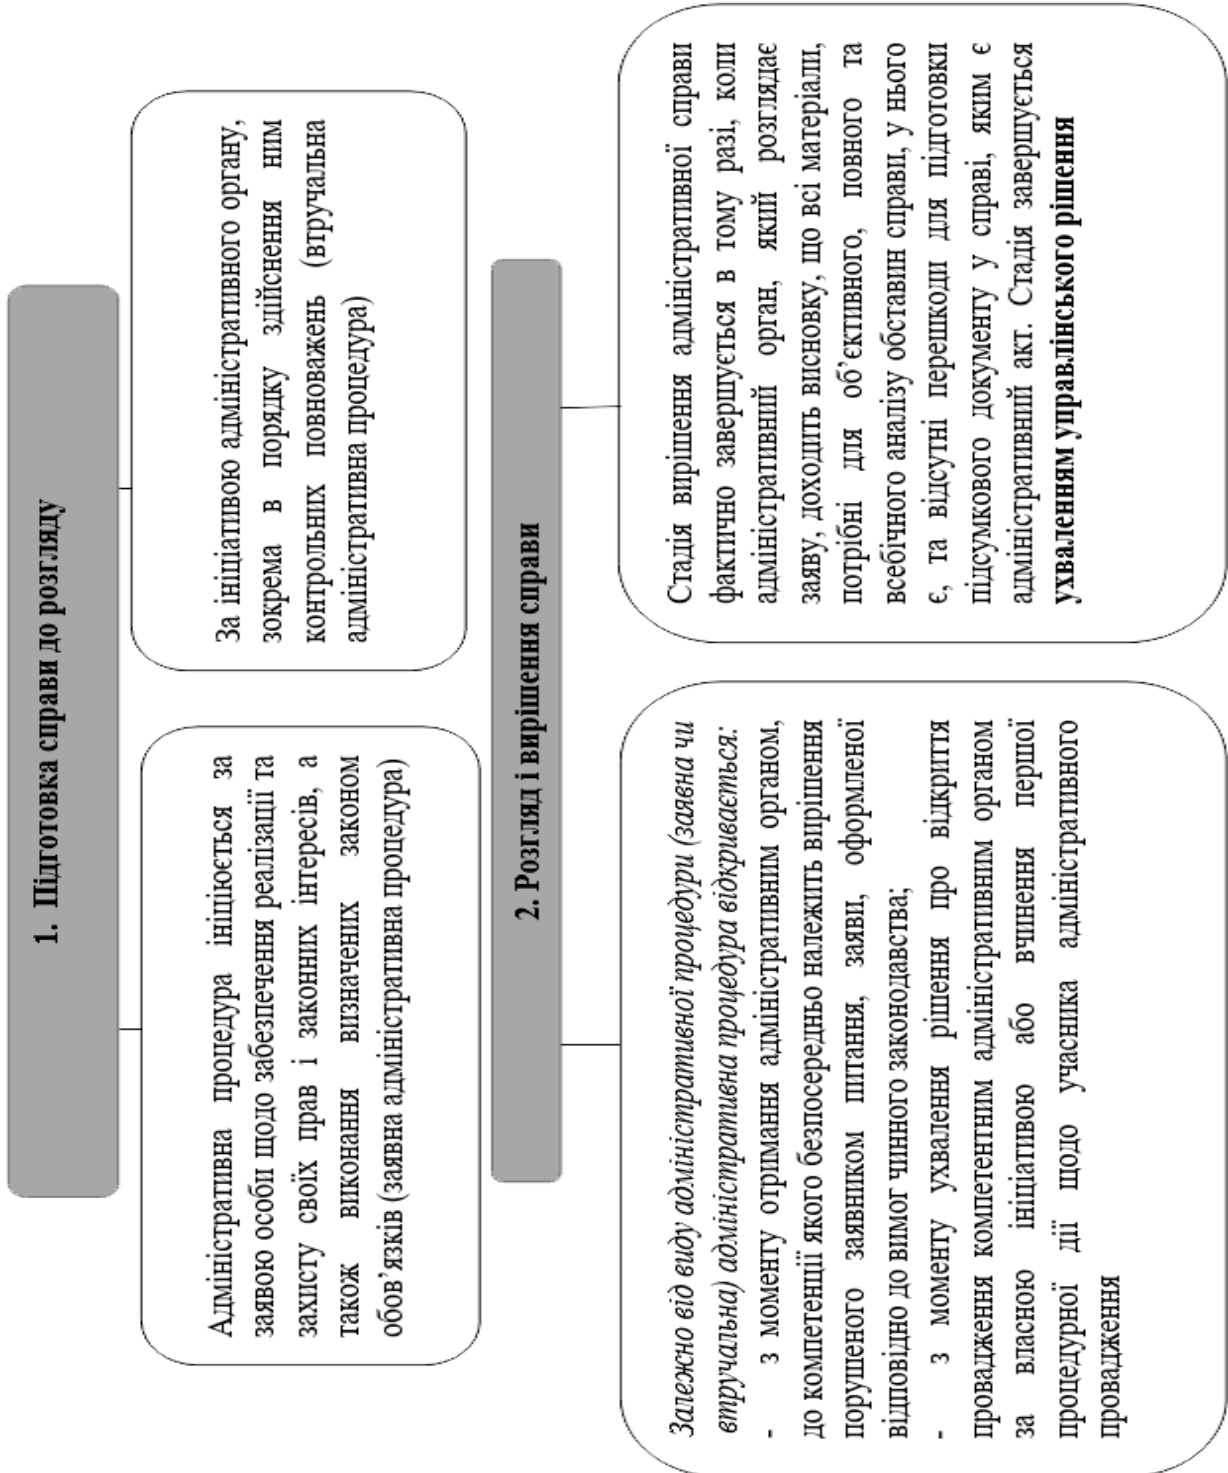 1. Підготовка справи до розгляду
Адміністративна процедура ініціюється за
заявою особи щодо забезпечення реалізації та
захисту своїх прав і законних інтересів, а
також виконання визначених законом
обов’язків (заявна адміністративна процедура)
За ініціативою адміністративного органу,
зокрема в порядку здійснення ним
контрольних повноважень (втручальна
адміністративна процедура)
2. Розгляд і вирішення справи
Залежно від виду адміністративної процедури (заявна чи
втручальна) адміністративна процедура відкривається:
- з моменту отримання адміністративним органом,
до компетенції якого безпосередньо належить вирішення
порушеного заявником питання, заяви, оформленої
відповідно до вимог чинного законодавства;
- з моменту ухвалення рішення про відкриття
провадження компетентним адміністративним органом
за власною ініціативою або вчинення першої
процедурної дії щодо учасника адміністративного
провадження
Стадія вирішення адміністративної справи
фактично завершується в тому разі, коли
адміністративний орган, який розглядає
заяву, доходить висновку, що всі матеріали,
потрібні для об’єктивного, повного та
всебічного аналізу обставин справи, у нього
є, та відсутні перешкоди для підготовки
підсумкового документу у справі, яким є
адміністративний акт. Стадія завершується
ухваленням управлінського рішення